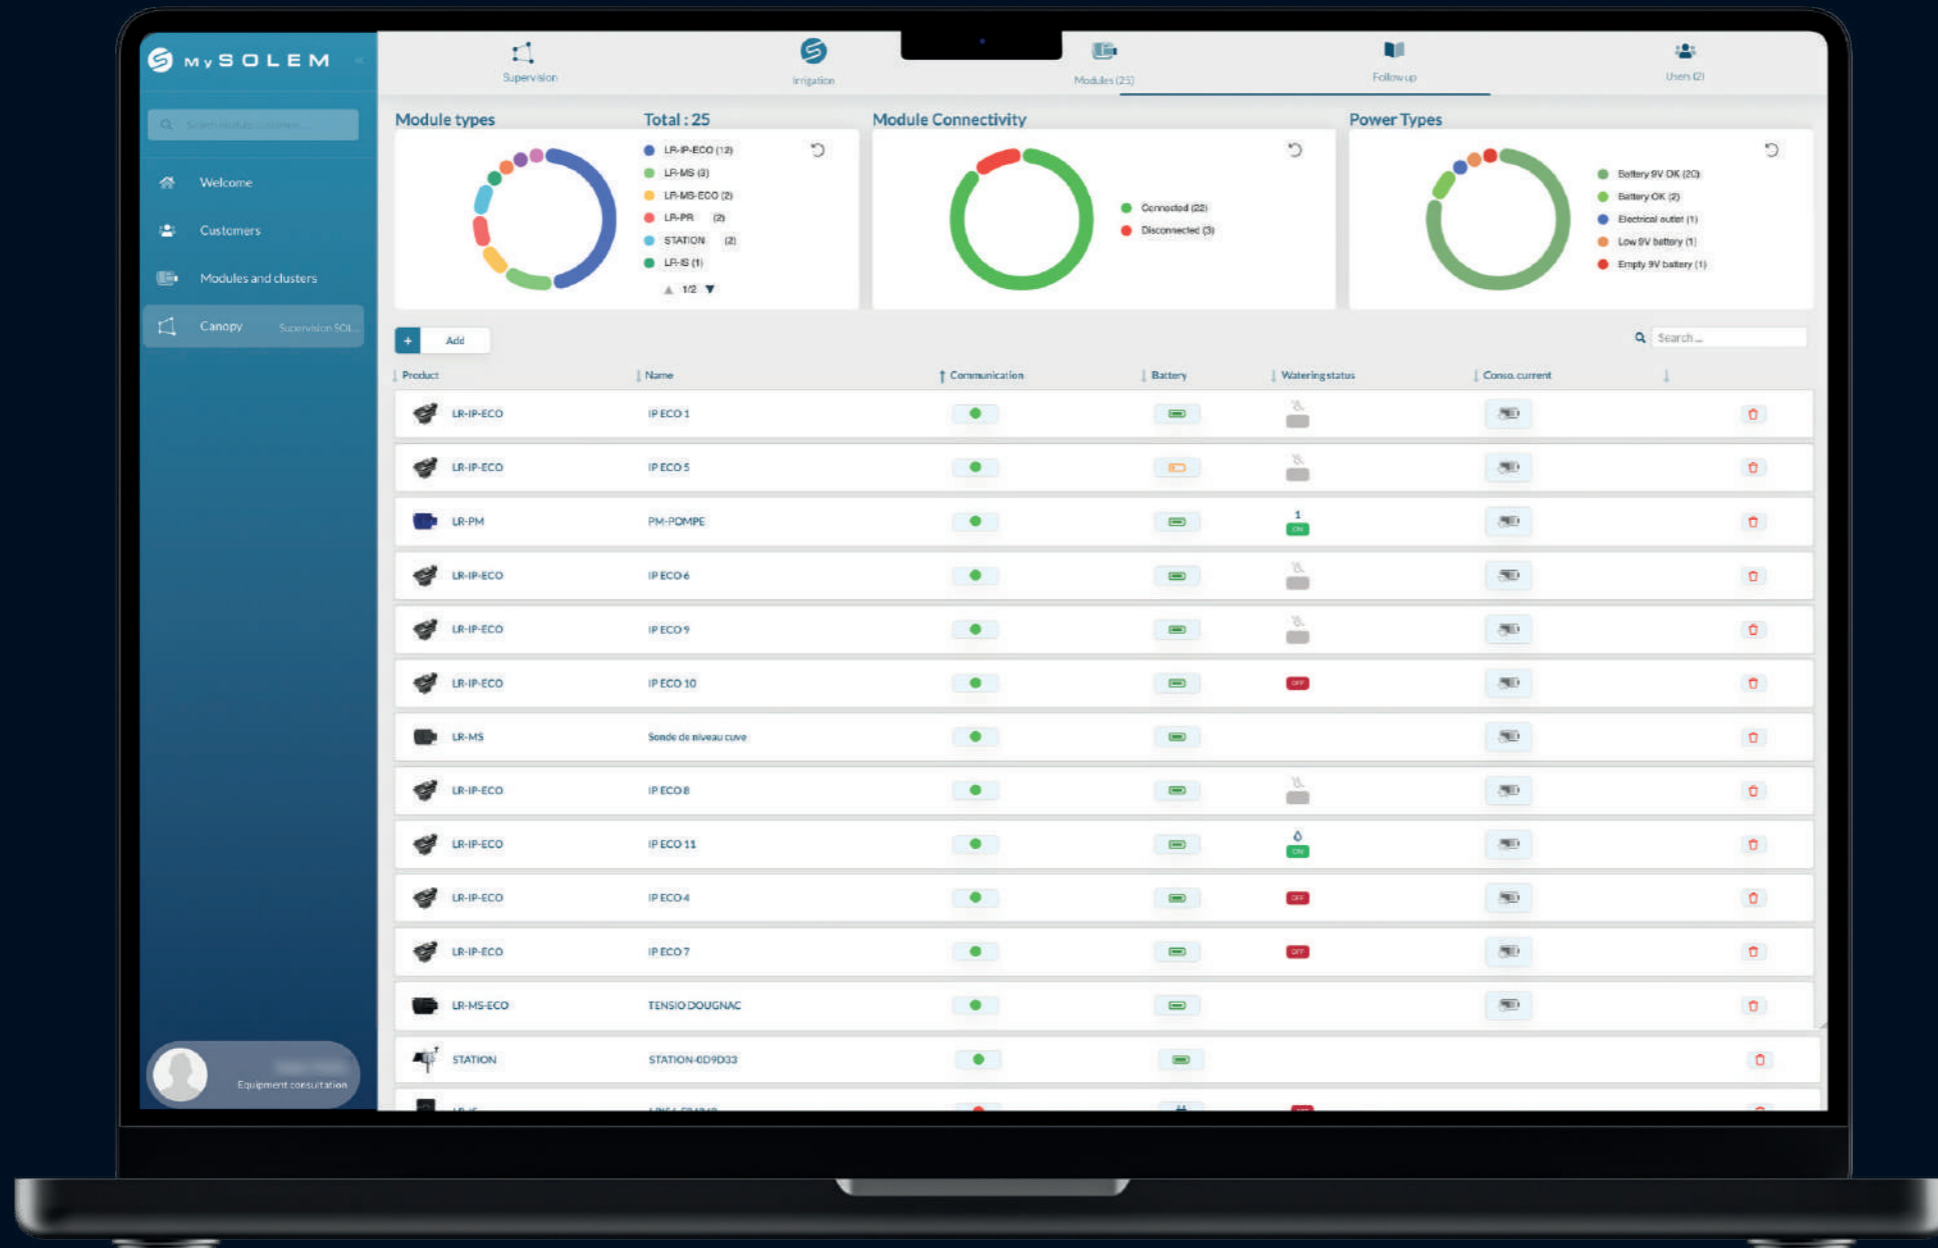 MySOLEM
Supervision
Irrigation
Modules (25)
Follow up
Users (2)
Welcome
Customers
Modules and clusters
Canopy
Supervision SOL...
Equipment consultation
Module types
Total : 25
LR-IP-ECO (12)
LR-MS (3)
LR-MS-ECO (2)
LR-PR (2)
STATION (2)
LR-IS (1)
1/2
Module Connectivity
Connected (22)
Disconnected (3)
Power Types
Battery 9V OK (20)
Battery OK (2)
Electrical outlet (1)
Low 9V battery (1)
Empty 9V battery (1)
+ Add
Search ...
Product Name Communication Battery Watering status Conso. current
LR-IP-ECO IP ECO 1
LR-IP-ECO IP ECO 5
LR-PM PM-POMPE 1 ON
LR-IP-ECO IP ECO 6
LR-IP-ECO IP ECO 9
LR-IP-ECO IP ECO 10 OFF
LR-MS Sonde de niveau cuve
LR-IP-ECO IP ECO 8
LR-IP-ECO IP ECO 11 ON
LR-IP-ECO IP ECO 4 OFF
LR-IP-ECO IP ECO 7 OFF
LR-MS-ECO TENSIO DOUGNAC
STATION STATION-0D9D33